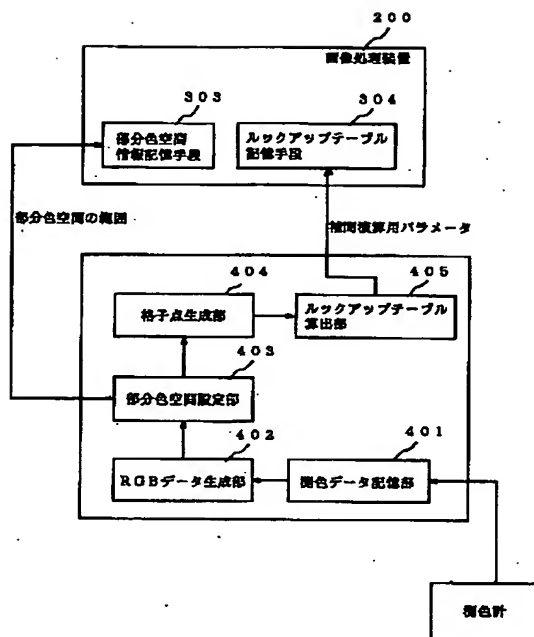 200
画像処理装置
303
304
部分色空間
情報記憶手段
ルックアップテーブル
記憶手段
部分色空間の範囲
補間演算用パラメータ
404
405
格子点生成部
ルックアップテーブル
算出部
403
部分色空間設定部
402
401
RGBデータ生成部
測色データ記憶部
測色計